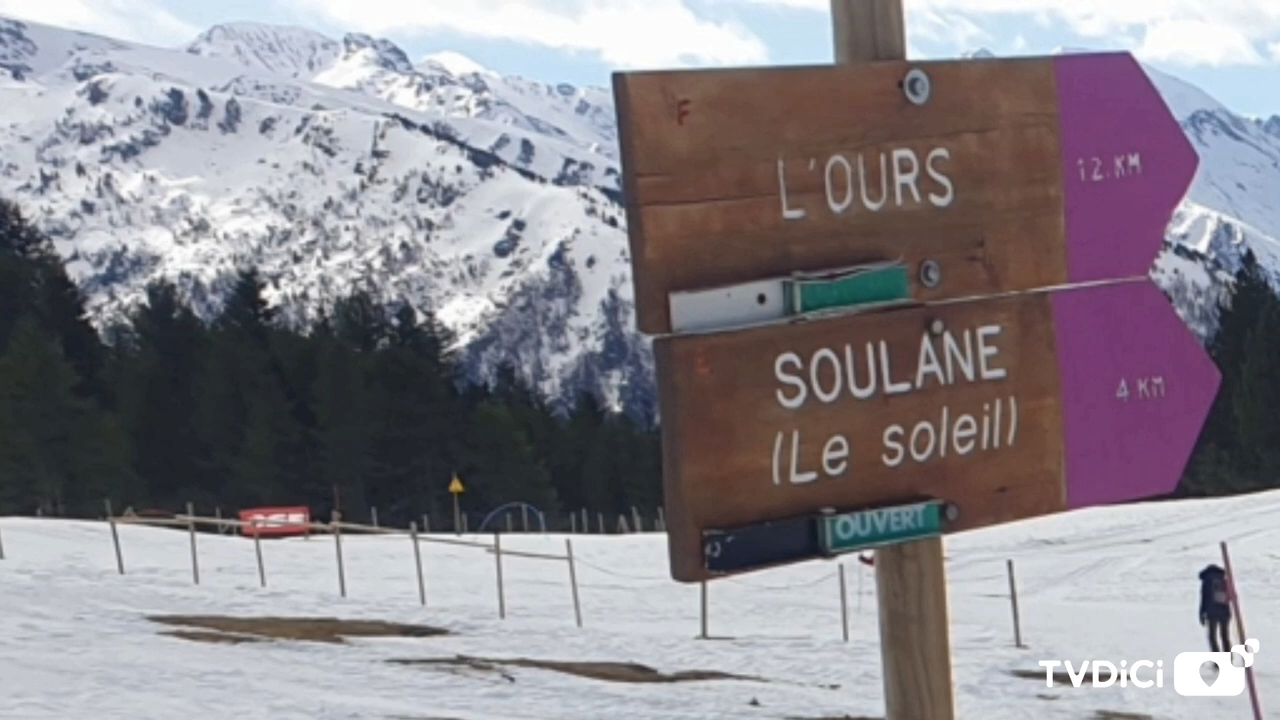 F
L'OURS
12.KM
SOULANE
4 KM
(Le soleil)
OUVERT
TVDiCi